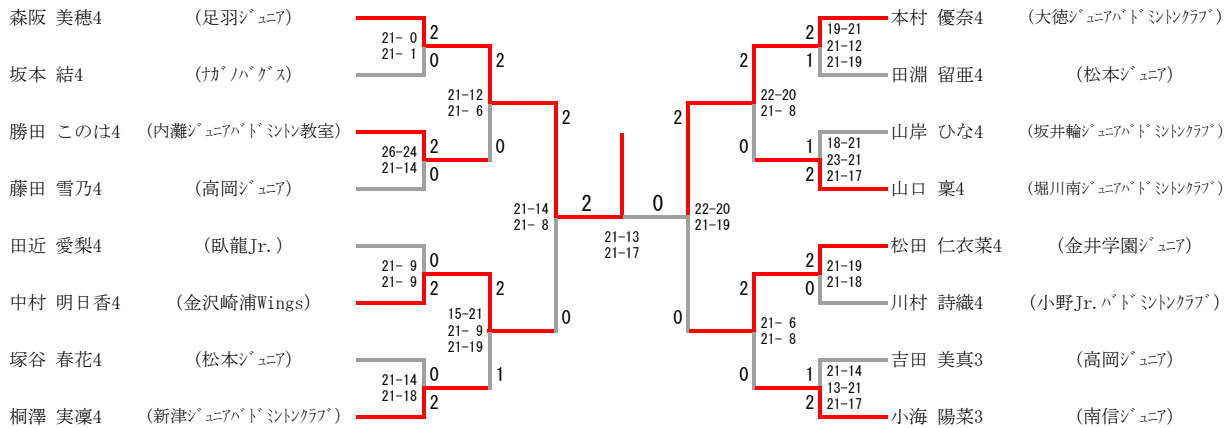 森阪 美穂4 (足羽ｼﾞｭﾆｱ)
21- 0 2
21- 1 0
坂本 結4 (ﾅｶﾞﾉﾊﾞｸﾞｽ)
2
21-12
21- 6
0
勝田 このは4 (内灘ｼﾞｭﾆｱﾊﾞﾄﾞﾐﾝﾄﾝ教室)
26-24 2
21-14 0
藤田 雪乃4 (高岡ｼﾞｭﾆｱ)
2
21-14
21- 8
0
田近 愛梨4 (臥龍Jr.)
21- 9 0
21- 9 2
中村 明日香4 (金沢崎浦Wings)
2
15-21
21- 9
21-19
1
塚谷 春花4 (松本ｼﾞｭﾆｱ)
21-14 0
21-18 2
桐澤 実凜4 (新津ｼﾞｭﾆｱﾊﾞﾄﾞﾐﾝﾄﾝｸﾗﾌﾞ)
2 0
21-13
21-17
本村 優奈4 (大徳ｼﾞｭﾆｱﾊﾞﾄﾞﾐﾝﾄﾝｸﾗﾌﾞ)
2 19-21
21-12
1 21-19
田淵 留亜4 (松本ｼﾞｭﾆｱ)
2
22-20
21- 8
0
山岸 ひな4 (坂井輪ｼﾞｭﾆｱﾊﾞﾄﾞﾐﾝﾄﾝｸﾗﾌﾞ)
1 18-21
23-21
2 21-17
山口 稟4 (堀川南ｼﾞｭﾆｱﾊﾞﾄﾞﾐﾝﾄﾝｸﾗﾌﾞ)
2
22-20
21-19
0
松田 仁衣菜4 (金井学園ｼﾞｭﾆｱ)
2 21-19
0 21-18
川村 詩織4 (小野Jr.ﾊﾞﾄﾞﾐﾝﾄﾝｸﾗﾌﾞ)
2
21- 6
21- 8
0
吉田 美真3 (高岡ｼﾞｭﾆｱ)
1 21-14
13-21
2 21-17
小海 陽菜3 (南信ｼﾞｭﾆｱ)